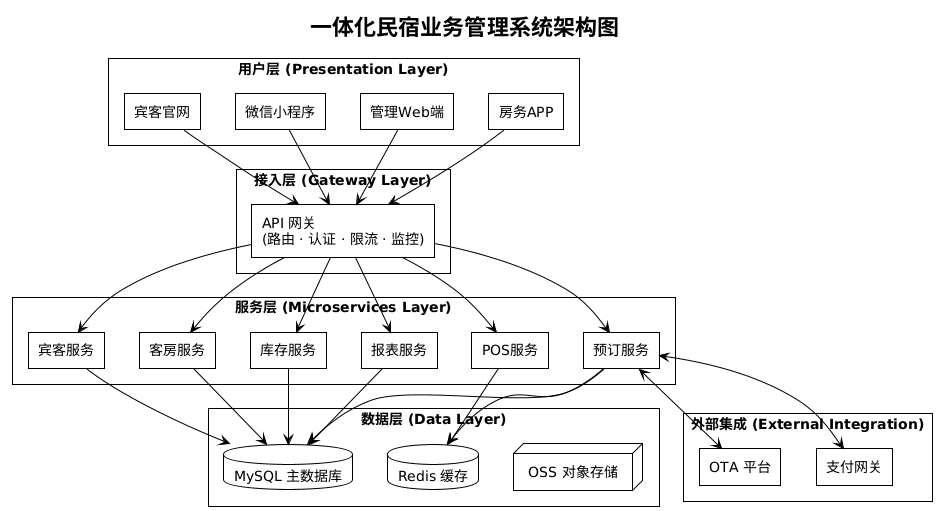 一体化民宿业务管理系统架构图
用户层 (Presentation Layer)
宾客官网
微信小程序
管理Web端
房务APP
接入层 (Gateway Layer)
API 网关
(路由 · 认证 · 限流 · 监控)
服务层 (Microservices Layer)
宾客服务
客房服务
库存服务
报表服务
POS服务
预订服务
数据层 (Data Layer)
MySQL 主数据库
Redis 缓存
OSS 对象存储
外部集成 (External Integration)
OTA 平台
支付网关